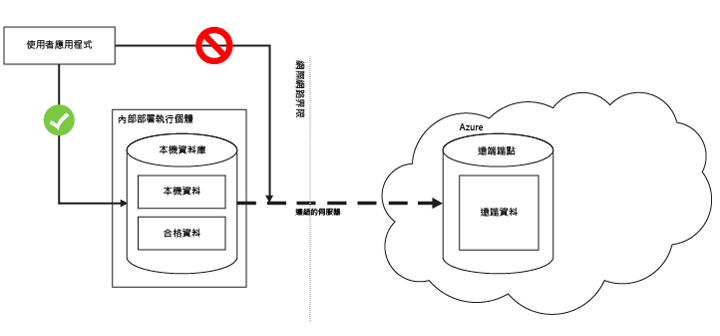 使用者應用程式
網際網路界限
內部部署執行個體
本機資料庫
本機資料
合格資料
連結的伺服器
Azure
遠端端點
遠端資料